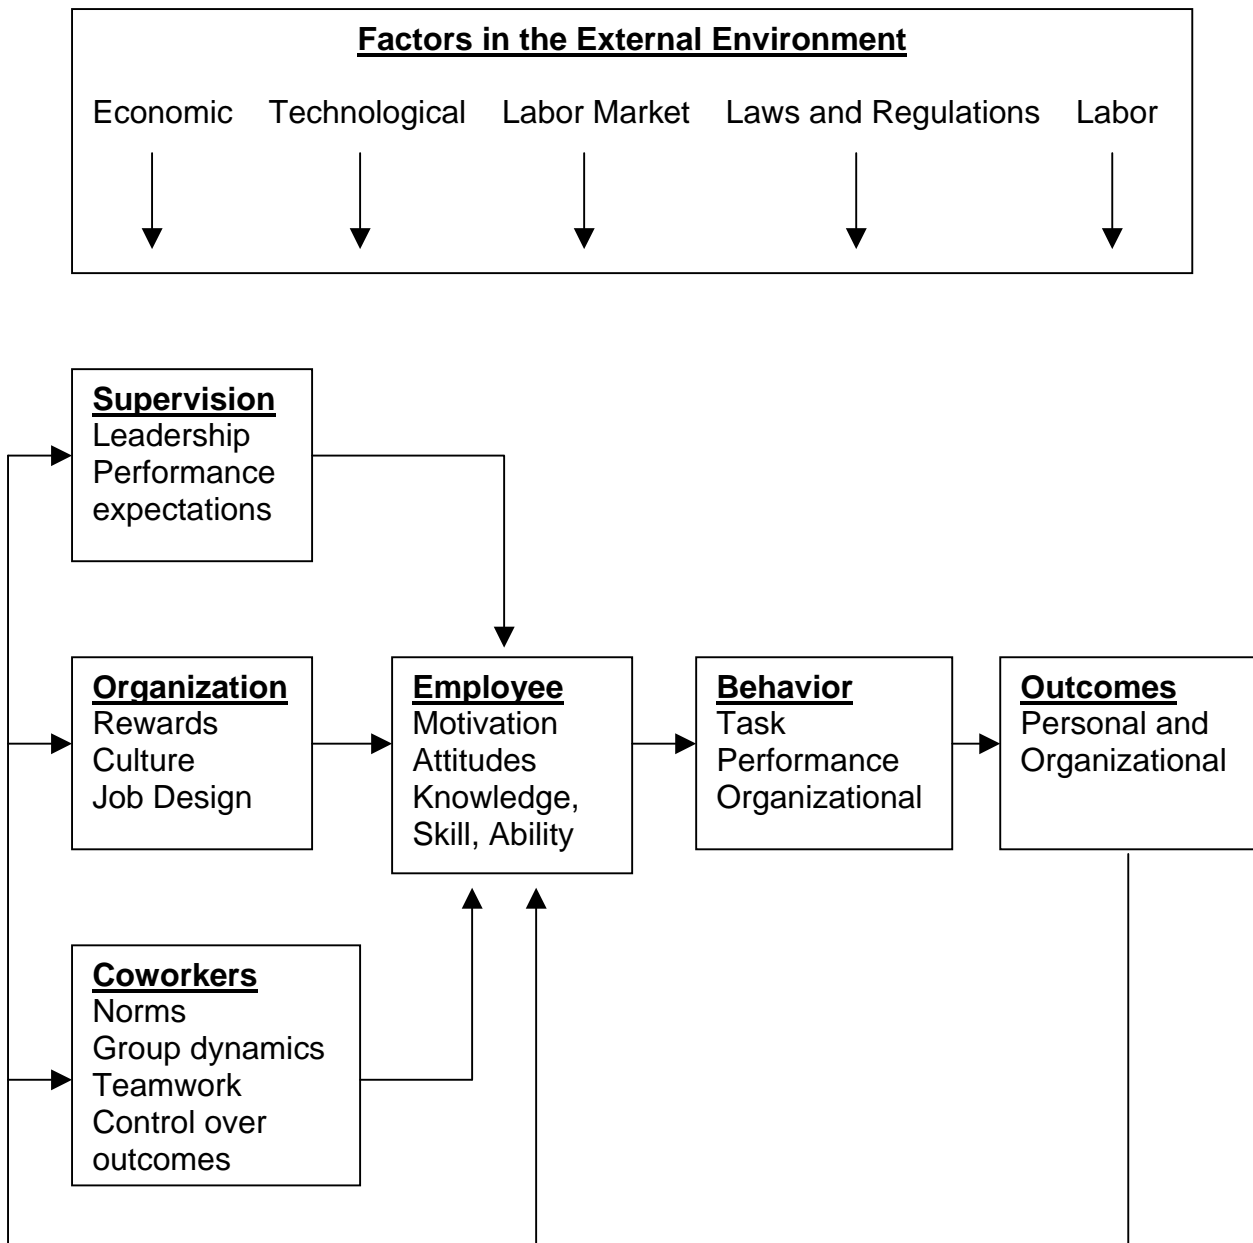 Factors in the External Environment
Economic Technological Labor Market Laws and Regulations Labor
Supervision
Leadership
Performance
expectations
Organization
Rewards
Culture
Job Design
Employee
Motivation
Attitudes
Knowledge,
Skill, Ability
Behavior
Task
Performance
Organizational
Outcomes
Personal and
Organizational
Coworkers
Norms
Group dynamics
Teamwork
Control over
outcomes